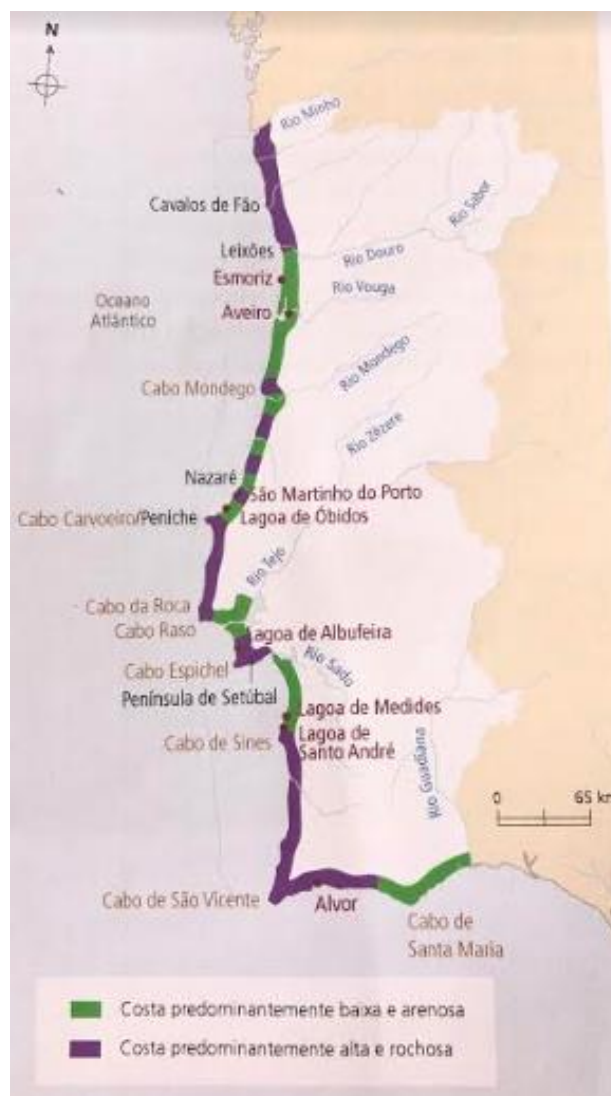 N
Rio Minho
Cavalos de Fão
Rio Sabor
Leixões
Rio Douro
Esmoriz
Rio Vouga
Oceano
Atlântico
Aveiro
Rio Mondego
Cabo Mondego
Rio Zêzere
Nazaré
São Martinho do Porto
Cabo Carvoeiro/Peniche
Lagoa de Óbidos
Rio Tejo
Cabo da Roca
Cabo Raso
Lagoa de Albufeira
Cabo Espichel
Rio Sado
Península de Setúbal
Lagoa de Medides
Cabo de Sines
Lagoa de
Santo André
Rio Guadiana
0 65 km
Cabo de São Vicente
Alvor
Cabo de
Santa Maria
Costa predominantemente baixa e arenosa
Costa predominantemente alta e rochosa